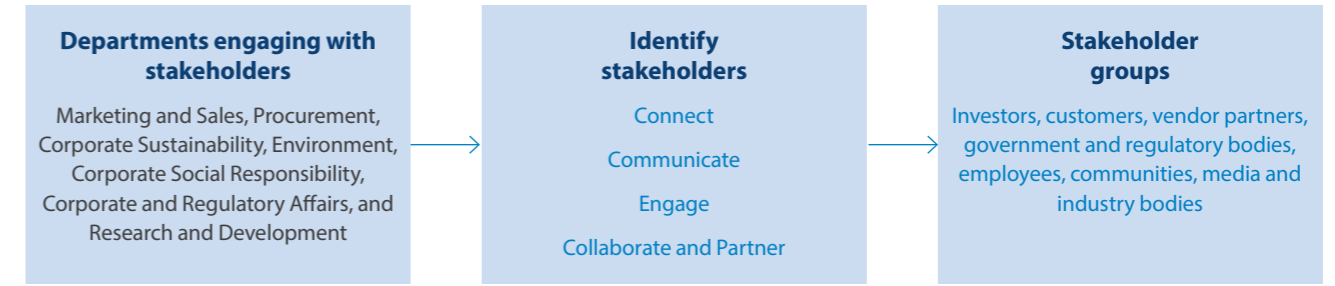 Departments engaging with
stakeholders
Marketing and Sales, Procurement,
Corporate Sustainability, Environment,
Corporate Social Responsibility,
Corporate and Regulatory Affairs, and
Research and Development
Identify
stakeholders
Connect
Communicate
Engage
Collaborate and Partner
Stakeholder
groups
Investors, customers, vendor partners,
government and regulatory bodies,
employees, communities, media and
industry bodies